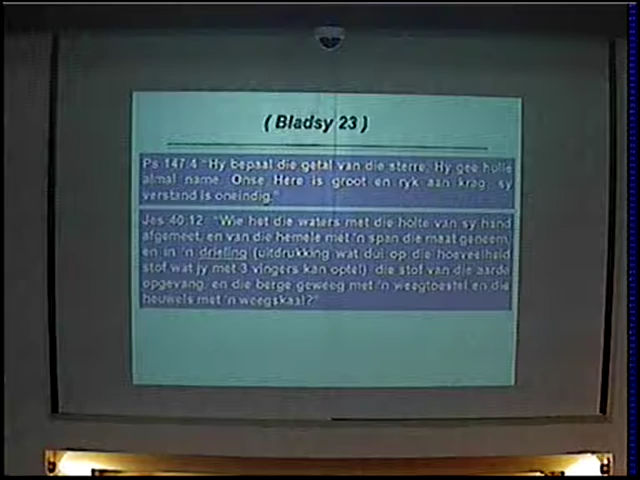 ( Bladsy 23 )
Ps 147:4 "Hy bepaal die getal van die sterre, Hy gee hulle
almal name. Onse Here is groot en ryk aan krag, sy
verstand is oneindig."
Jes 40:12 "Wie het die waters met die holte van sy hand
afgemeet, en van die hemele met 'n span die maat geneem,
en in 'n drieling (uitdrukking wat dui op die hoeveelheid
stof wat jy met 3 vingers kan optel) die stof van die aarde
opgevang, en die berge geweeg met 'n weegtoestel en die
heuwels met 'n weegskaal?"